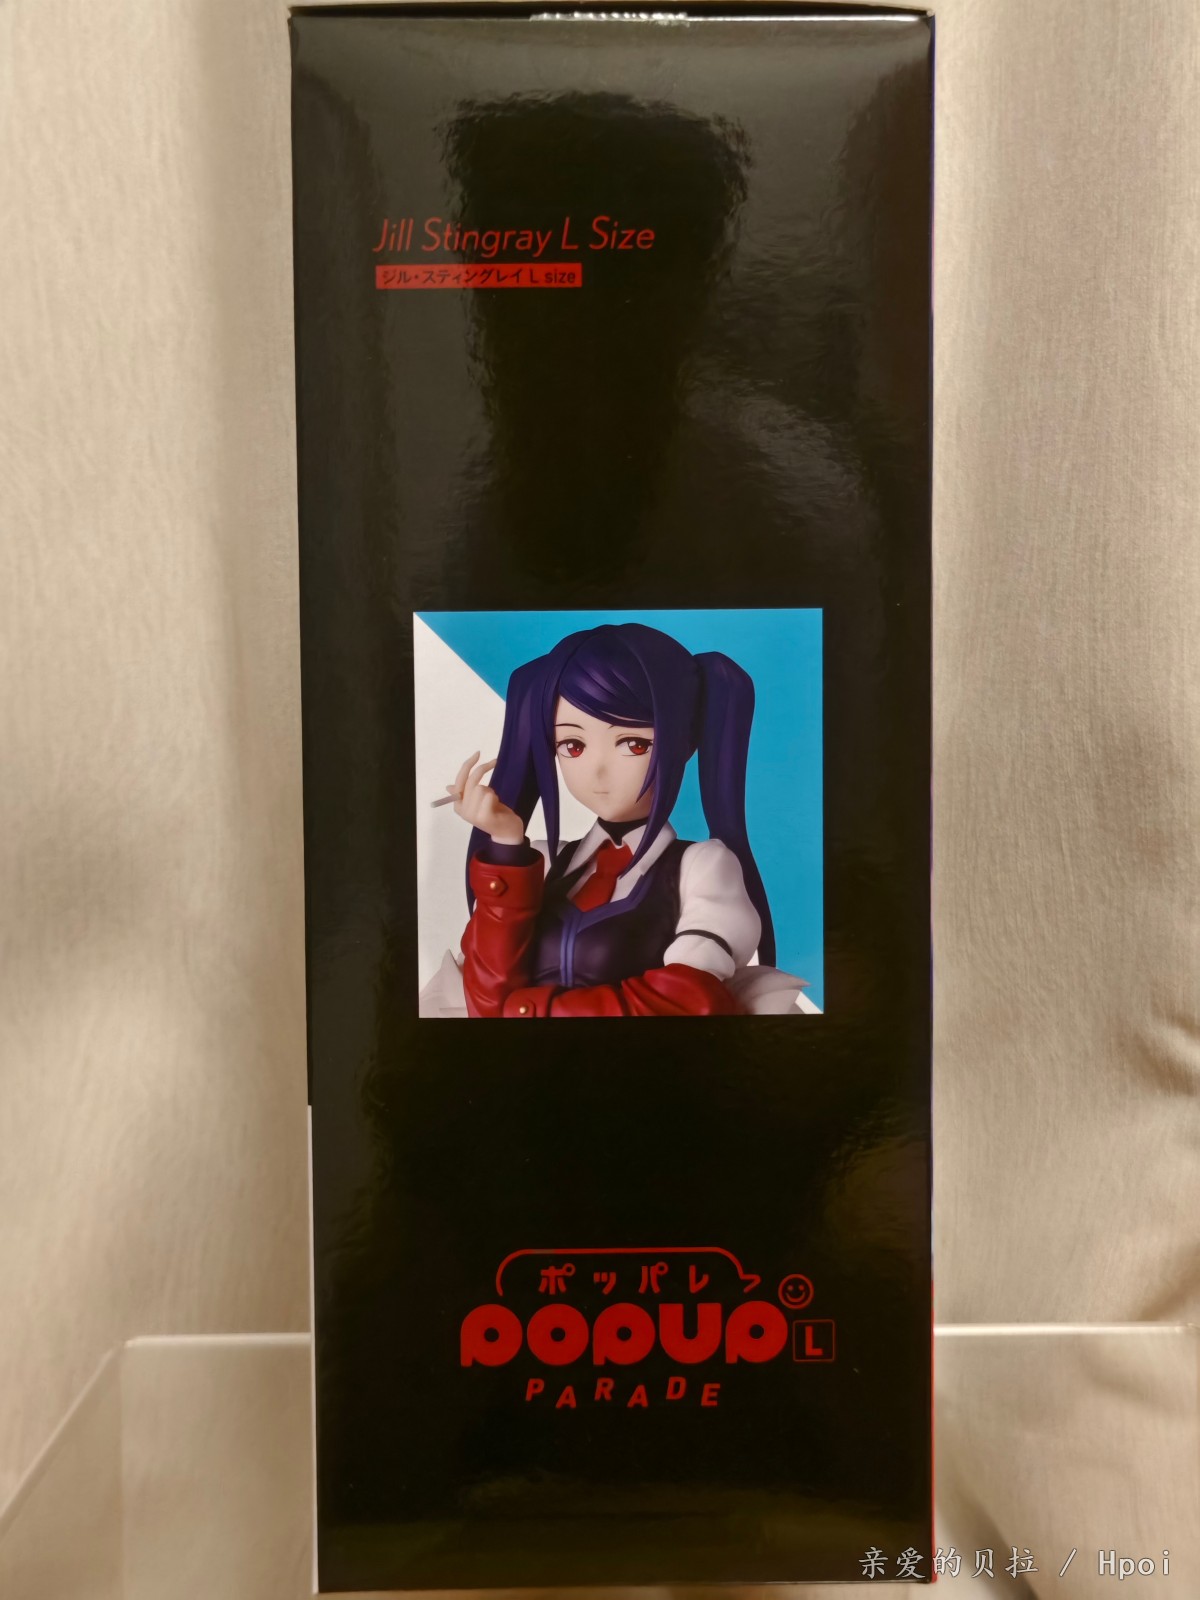 Jill Stingray L Size
ジル・スティングレイ L size
ポッパレ
POPUP L
PARADE
亲爱的贝拉 / Hpoi